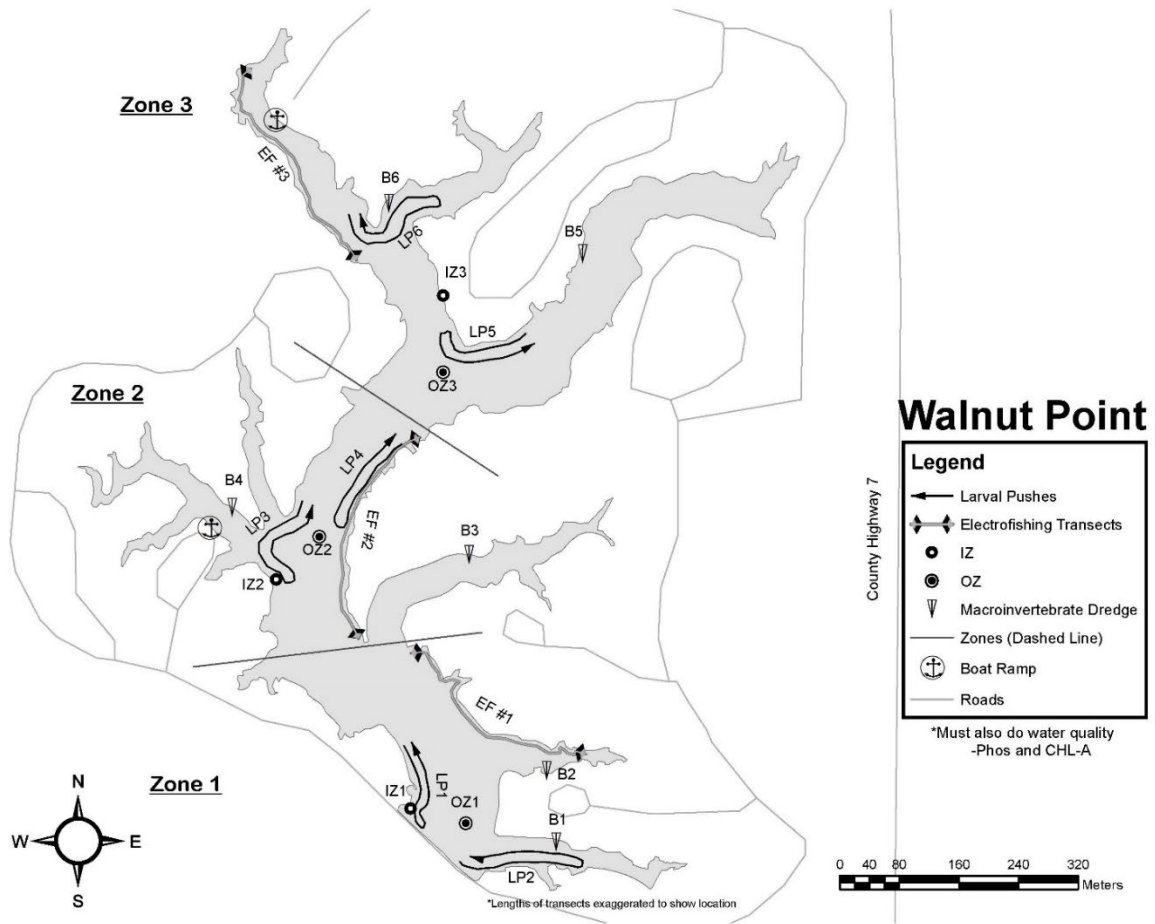 Zone 3
EF #3
B6
LP6
B5
IZ3
LP5
OZ3
Zone 2
LP4
B4
LP3
EF #2
OZ2
B3
IZ2
Walnut Point
Legend
Larval Pushes
Electrofishing Transects
IZ
OZ
Macroinvertebrate Dredge
Zones (Dashed Line)
Boat Ramp
Roads
*Must also do water quality
-Phos and CHL-A
County Highway 7
EF #1
B2
Zone 1
LP1
IZ1
OZ1
B1
LP2
N
W
E
S
0 40 80 160 240 320
Meters
*Lengths of transects exaggerated to show location